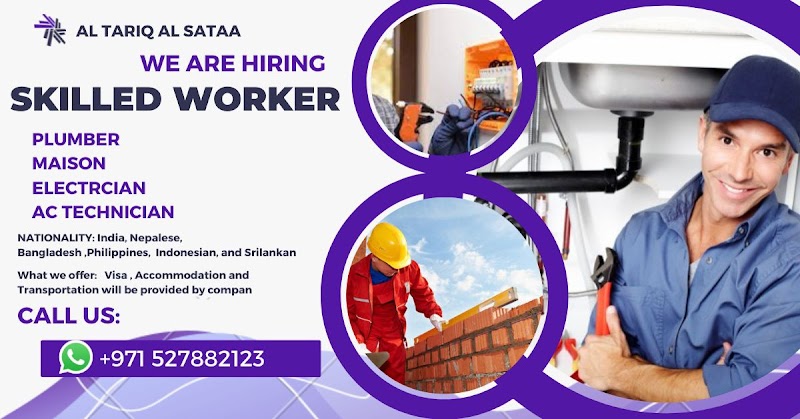 AL TARIQ AL SATAA
WE ARE HIRING
SKILLED WORKER
PLUMBER
MAISON
ELECTRCIAN
AC TECHNICIAN
NATIONALITY: India, Nepalese,
Bangladesh ,Philippines, Indonesian, and Srilankan
What we offer: Visa , Accommodation and
Transportation will be provided by compan
CALL US:
+971 527882123